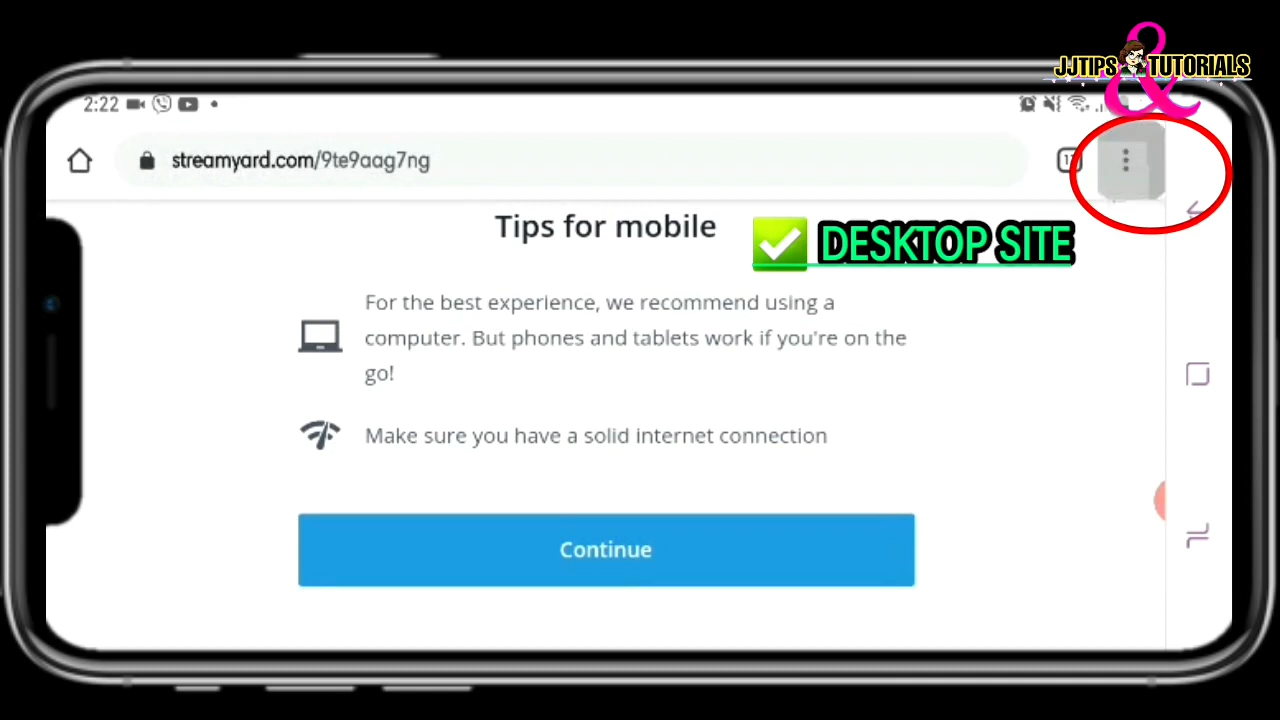 JJTIPS & TUTORIALS
2:22
streamyard.com/9te9aag7ng
Tips for mobile
✅ DESKTOP SITE
For the best experience, we recommend using a
computer. But phones and tablets work if you're on the
go!
Make sure you have a solid internet connection
Continue